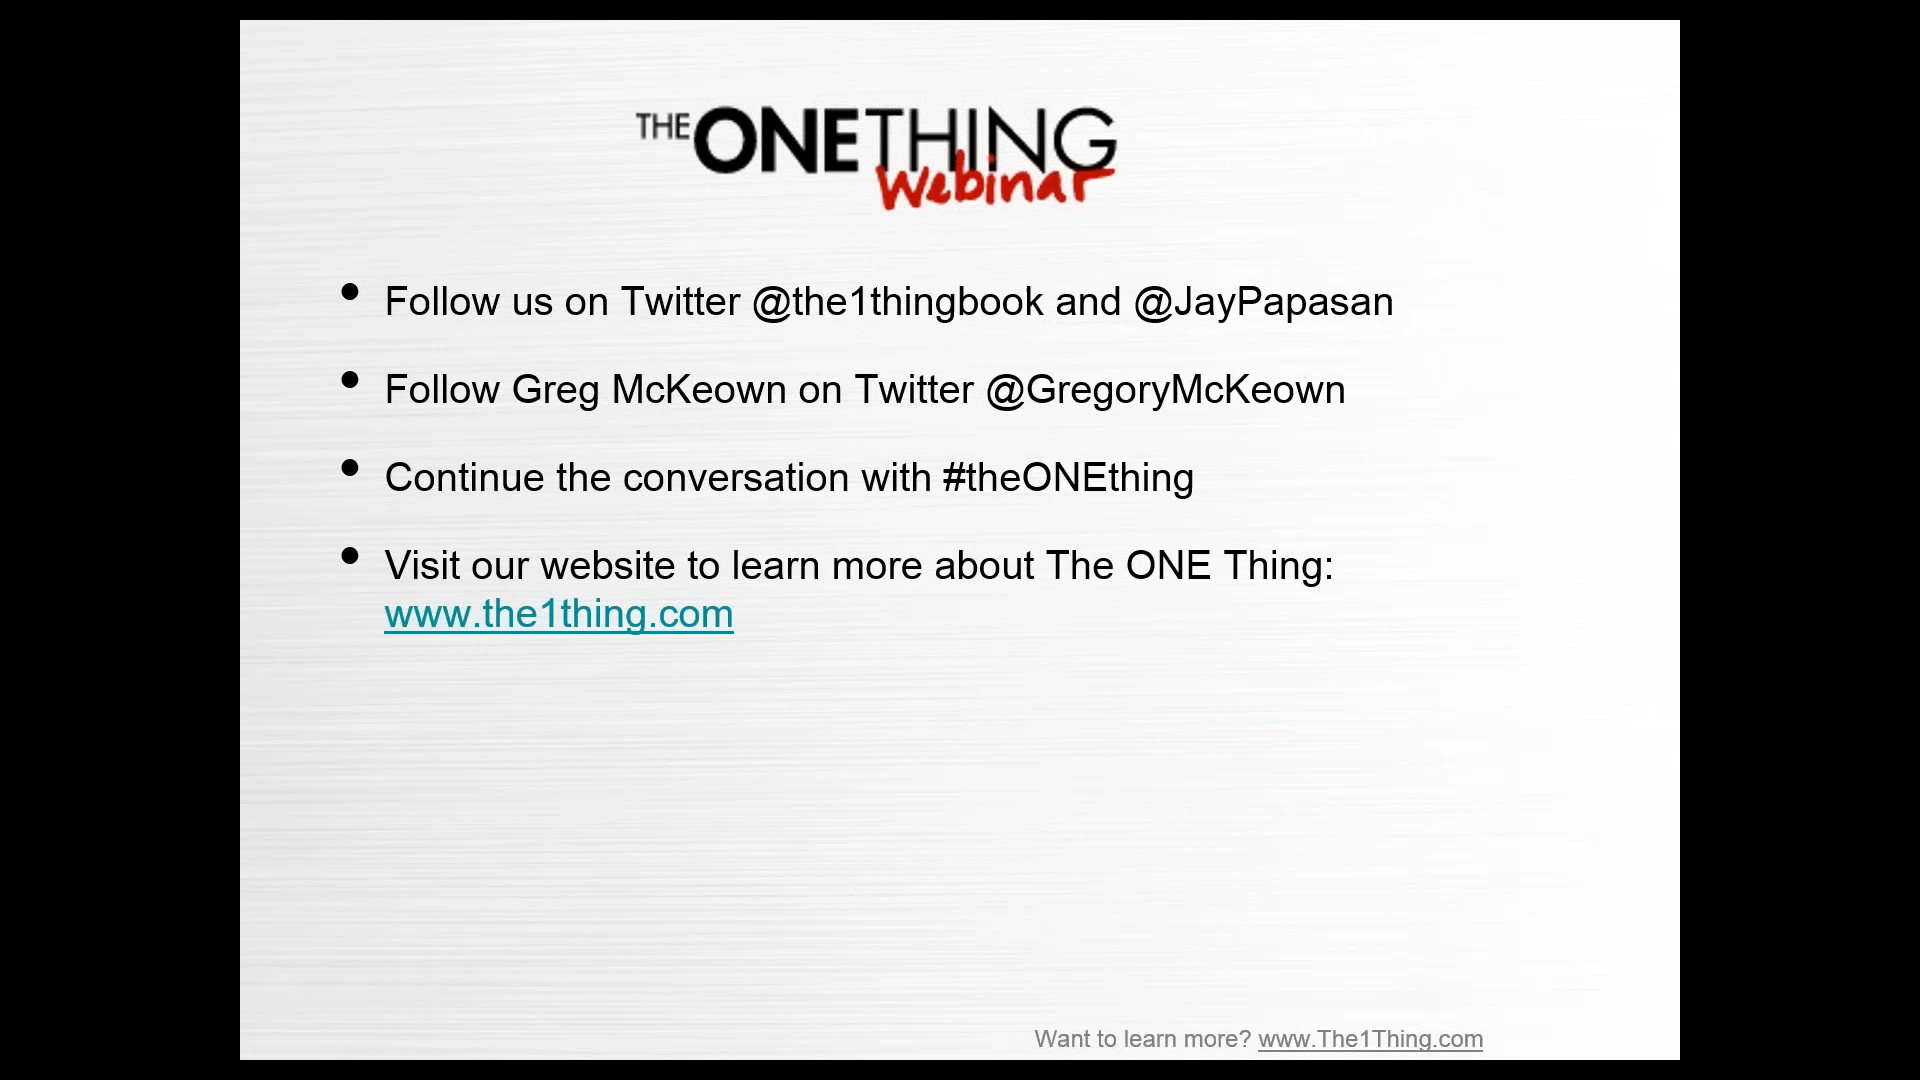 THE ONE THING
Webinar
• Follow us on Twitter @the1thingbook and @JayPapasan
• Follow Greg McKeown on Twitter @GregoryMcKeown
• Continue the conversation with #theONEthing
• Visit our website to learn more about The ONE Thing:
www.the1thing.com
Want to learn more? www.The1Thing.com